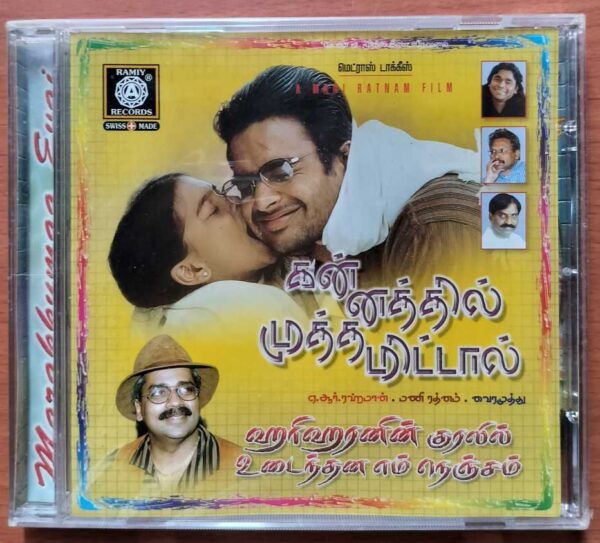 RAMIY
®
A
RECORDS
SWISS MADE
மெட்ராஸ் டாக்கீஸ்
A MANI RATNAM FILM
கன்னத்தில்
முத்தமிட்டால்
ஏ.ஆர்.ரஹ்மான் . மணி ரத்னம் . வைரமுத்து
ஹரிஹரனின் குரலில்
உடைந்தன எம் நெஞ்சம்